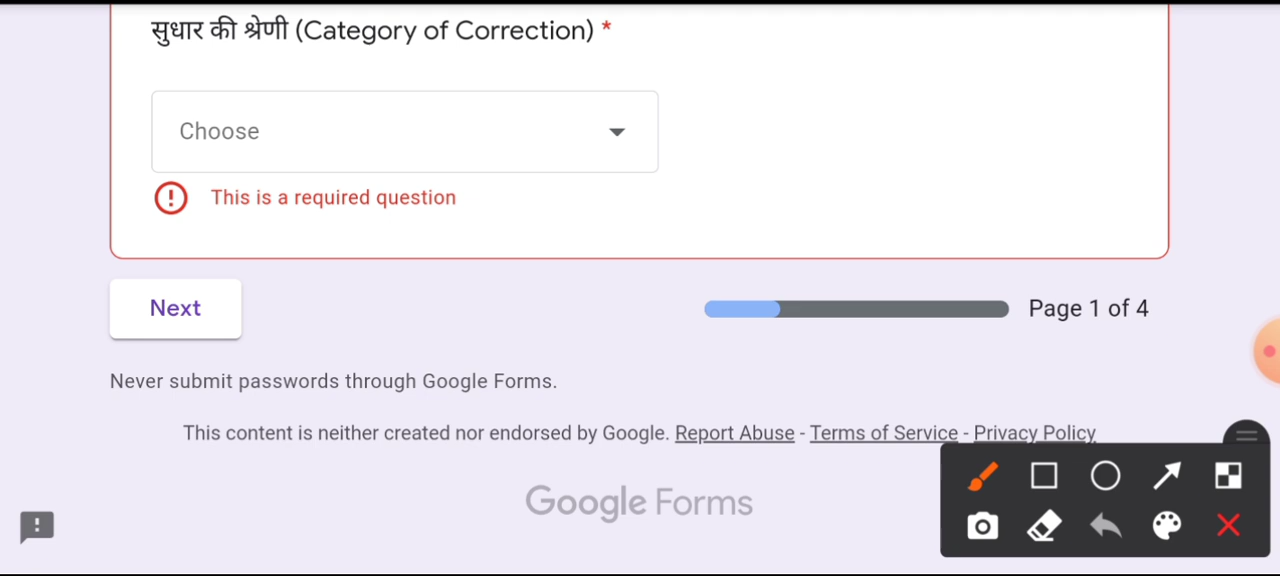 सुधार की श्रेणी (Category of Correction) *
Choose
This is a required question
Next
Page 1 of 4
Never submit passwords through Google Forms.
This content is neither created nor endorsed by Google. Report Abuse - Terms of Service - Privacy Policy
Google Forms